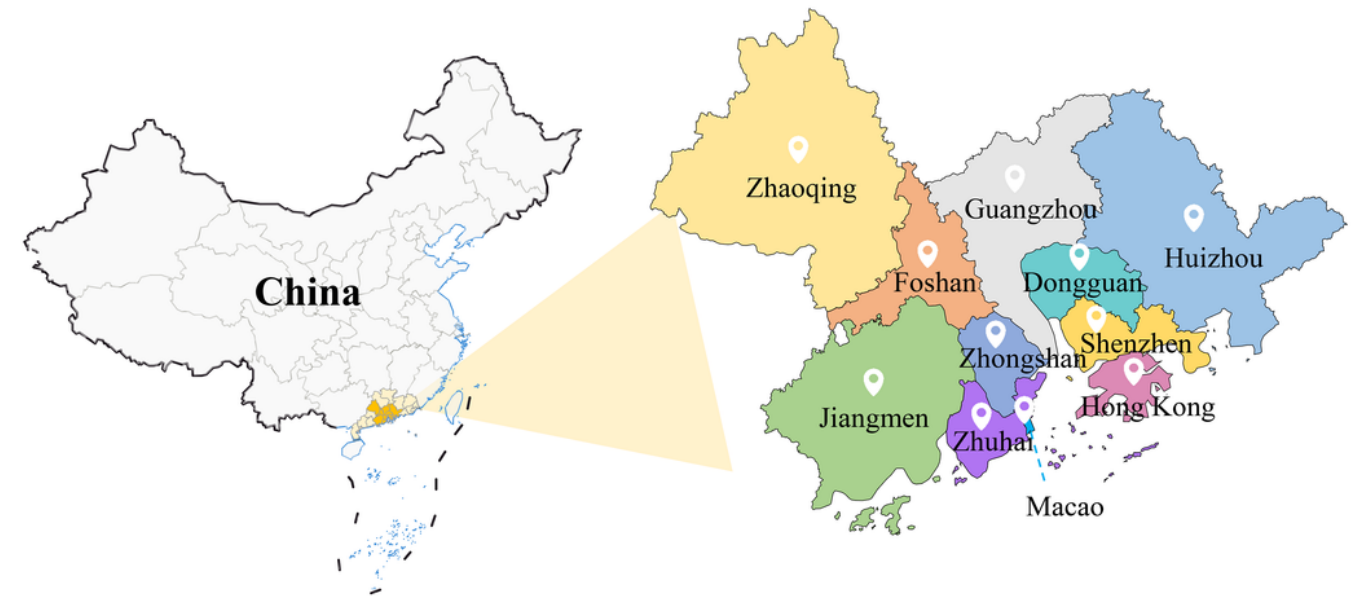 China
Zhaoqing
Guangzhou
Huizhou
Foshan
Dongguan
Shenzhen
Zhongshan
Jiangmen
Hong Kong
Zhuhai
Macao